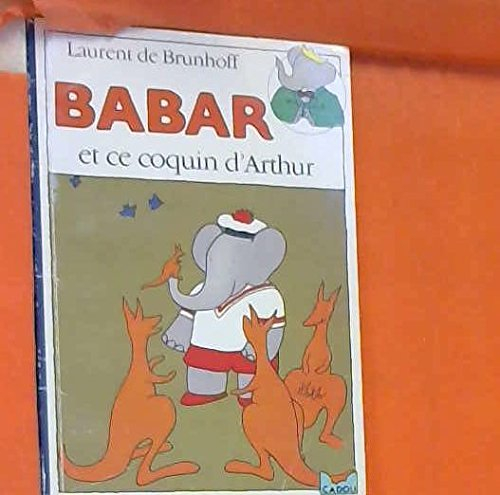 Laurent de Brunhoff
BABAR
et ce coquin d'Arthur
CADOU